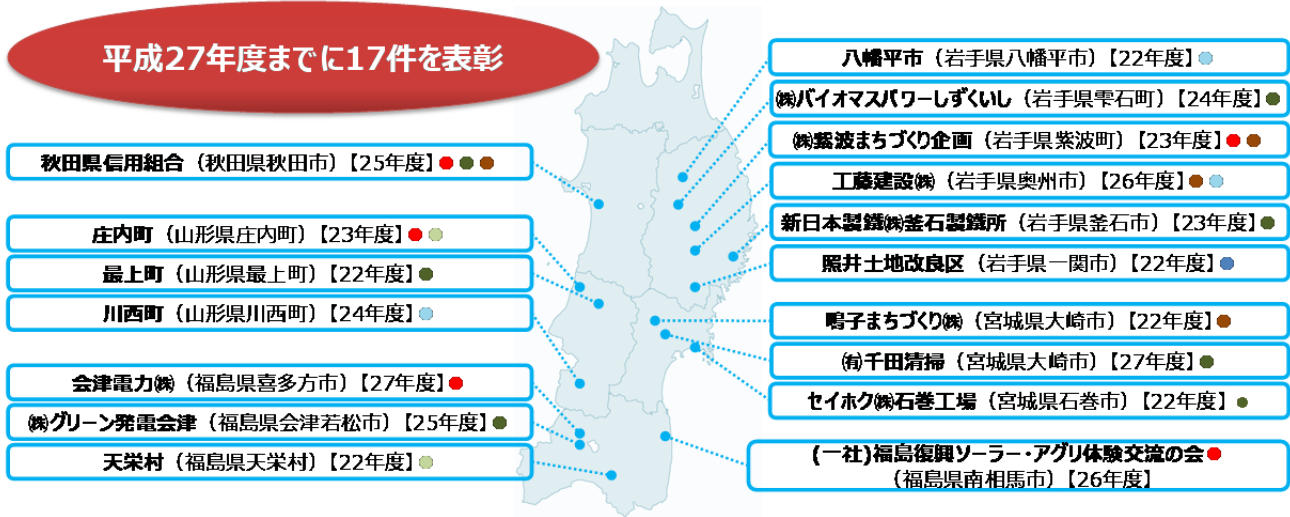 平成27年度までに17件を表彰
秋田県信用組合（秋田県秋田市）【25年度】
庄内町（山形県庄内町）【23年度】
最上町（山形県最上町）【22年度】
川西町（山形県川西町）【24年度】
会津電力㈱（福島県喜多方市）【27年度】
㈱グリーン発電会津（福島県会津若松市）【25年度】
天栄村（福島県天栄村）【22年度】
八幡平市（岩手県八幡平市）【22年度】
㈱バイオマスパワーしずくいし（岩手県雫石町）【24年度】
㈱紫波まちづくり企画（岩手県紫波町）【23年度】
工藤建設㈱（岩手県奥州市）【26年度】
新日本製鐵㈱釜石製鐵所（岩手県釜石市）【23年度】
照井土地改良区（岩手県一関市）【22年度】
鳴子まちづくり㈱（宮城県大崎市）【22年度】
㈲千田清掃（宮城県大崎市）【27年度】
セイホク㈱石巻工場（宮城県石巻市）【22年度】
(一社)福島復興ソーラー・アグリ体験交流の会
（福島県南相馬市）【26年度】